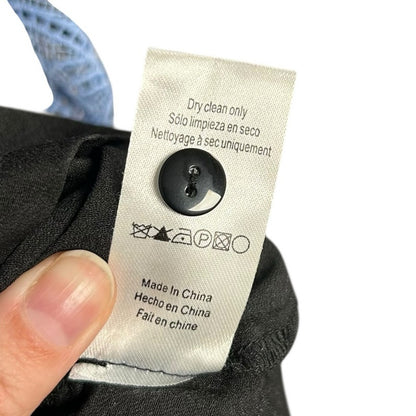 Dry clean only
Sólo limpieza en seco
Nettoyage à sec uniquement
P
Made In China
Hecho en China
Fait en chine